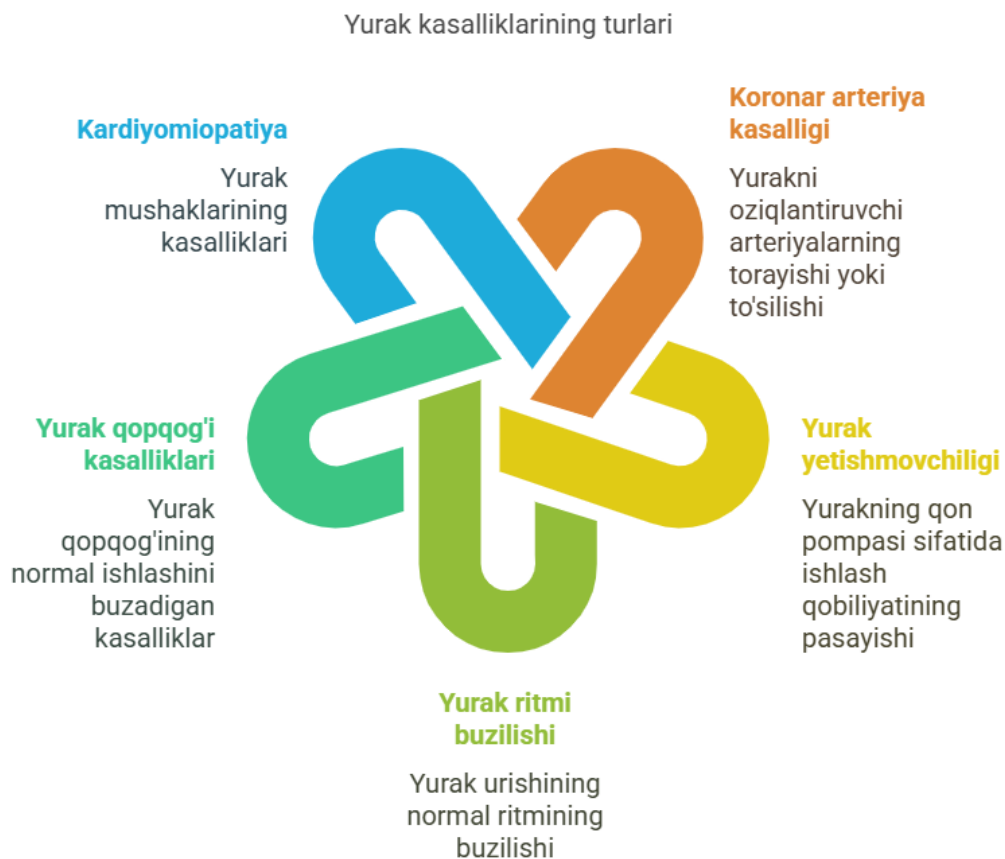 Yurak kasalliklarining turlari
Kardiyomiopatiya
Yurak
mushaklarining
kasalliklari
Koronar arteriya
kasalligi
Yurakni
oziqlantiruvchi
arteriyalarning
torayishi yoki
to'silishi
Yurak qopqog'i
kasalliklari
Yurak
qopqog'ining
normal ishlashini
buzadigan
kasalliklar
Yurak
yetishmovchiligi
Yurakning qon
pompasi sifatida
ishlash
qobiliyatining
pasayishi
Yurak ritmi
buzilishi
Yurak urishining
normal ritmining
buzilishi